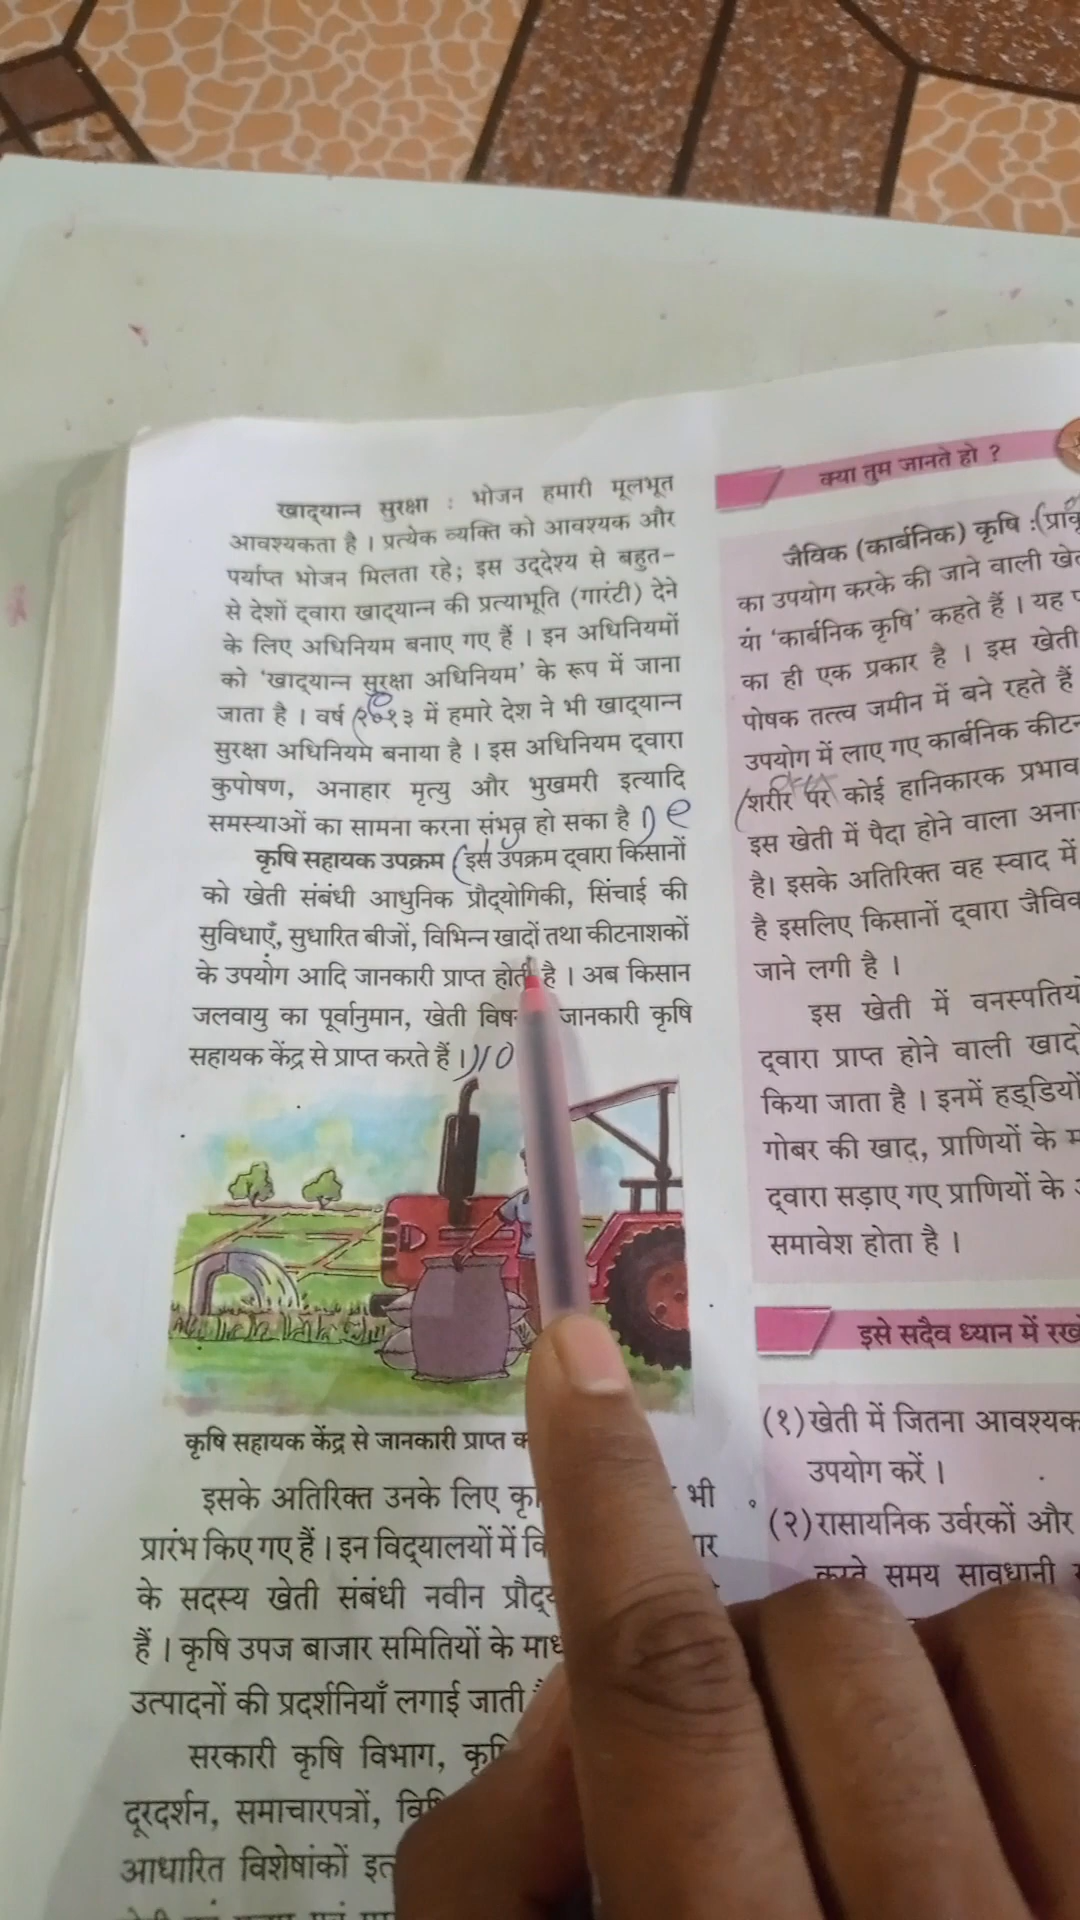 खाद्यान्न सुरक्षा : भोजन हमारी मूलभूत
आवश्यकता है । प्रत्येक व्यक्ति को आवश्यक और
पर्याप्त भोजन मिलता रहे; इस उद्देश्य से बहुत-
से देशों द्वारा खाद्यान्न की प्रत्याभूति (गारंटी) देने
के लिए अधिनियम बनाए गए हैं । इन अधिनियमों
को ‘खाद्यान्न सुरक्षा अधिनियम’ के रूप में जाना
जाता है । वर्ष २०१३ में हमारे देश ने भी खाद्यान्न
सुरक्षा अधिनियम बनाया है । इस अधिनियम द्वारा
कुपोषण, अनाहार मृत्यु और भुखमरी इत्यादि
समस्याओं का सामना करना संभव हो सका है ।
कृषि सहायक उपक्रम (इस उपक्रम द्वारा किसानों
को खेती संबंधी आधुनिक प्रौद्योगिकी, सिंचाई की
सुविधाएँ, सुधारित बीजों, विभिन्न खादों तथा कीटनाशकों
के उपयोग आदि जानकारी प्राप्त होती है । अब किसान
जलवायु का पूर्वानुमान, खेती जानकारी कृषि
सहायक केंद्र से प्राप्त करते हैं ।) 10
कृषि सहायक केंद्र से जानकारी प्राप्त
इसके अतिरिक्त उनके लिए भी
प्रारंभ किए गए हैं । इन विद्यालयों में
के सदस्य खेती संबंधी नवीन
हैं । कृषि उपज बाजार समितियों के
उत्पादनों की प्रदर्शनियाँ लगाई जाती
सरकारी कृषि विभाग,
दूरदर्शन, समाचारपत्रों,
आधारित विशेषांकों
क्या तुम जानते हो ?
जैविक (कार्बनिक) कृषि :
का उपयोग करके की जाने वाली
या ‘कार्बनिक कृषि’ कहते हैं । यह
का ही एक प्रकार है । इस खेती
पोषक तत्त्व जमीन में बने रहते हैं
उपयोग में लाए गए कार्बनिक
(शरीर पर कोई हानिकारक प्रभाव
इस खेती में पैदा होने वाला
है। इसके अतिरिक्त वह स्वाद में
है इसलिए किसानों द्वारा
जाने लगी है ।
इस खेती में
द्वारा प्राप्त होने वाली
किया जाता है । इनमें
गोबर की खाद, प्राणियों के
द्वारा सड़ाए गए प्राणियों के
समावेश होता है ।
इसे सदैव ध्यान में
(१) खेती में जितना आवश्यक
उपयोग करें ।
(२) रासायनिक उर्वरकों और
करते समय सावधानी